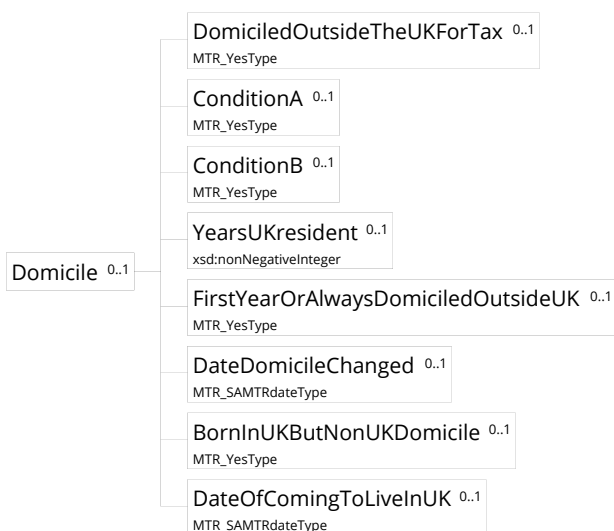 DomiciledOutsideTheUKForTax 0..1
MTR_YesType
ConditionA 0..1
MTR_YesType
ConditionB 0..1
MTR_YesType
YearsUKresident 0..1
xsd:nonNegativeInteger
Domicile 0..1
FirstYearOrAlwaysDomiciledOutsideUK 0..1
MTR_YesType
DateDomicileChanged 0..1
MTR_SAMTRdateType
BornInUKButNonUKDomicile 0..1
MTR_YesType
DateOfComingToLiveInUK 0..1
MTR_SAMTRdateType